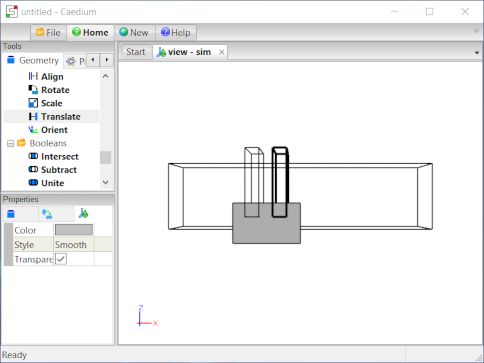 untitled - Caedium
File Home New Help
Tools
Geometry
Align
Rotate
Scale
Translate
Orient
Booleans
Intersect
Subtract
Unite
Properties
Color
Style Smooth
Transpare
Start view - sim
Z
X
Ready